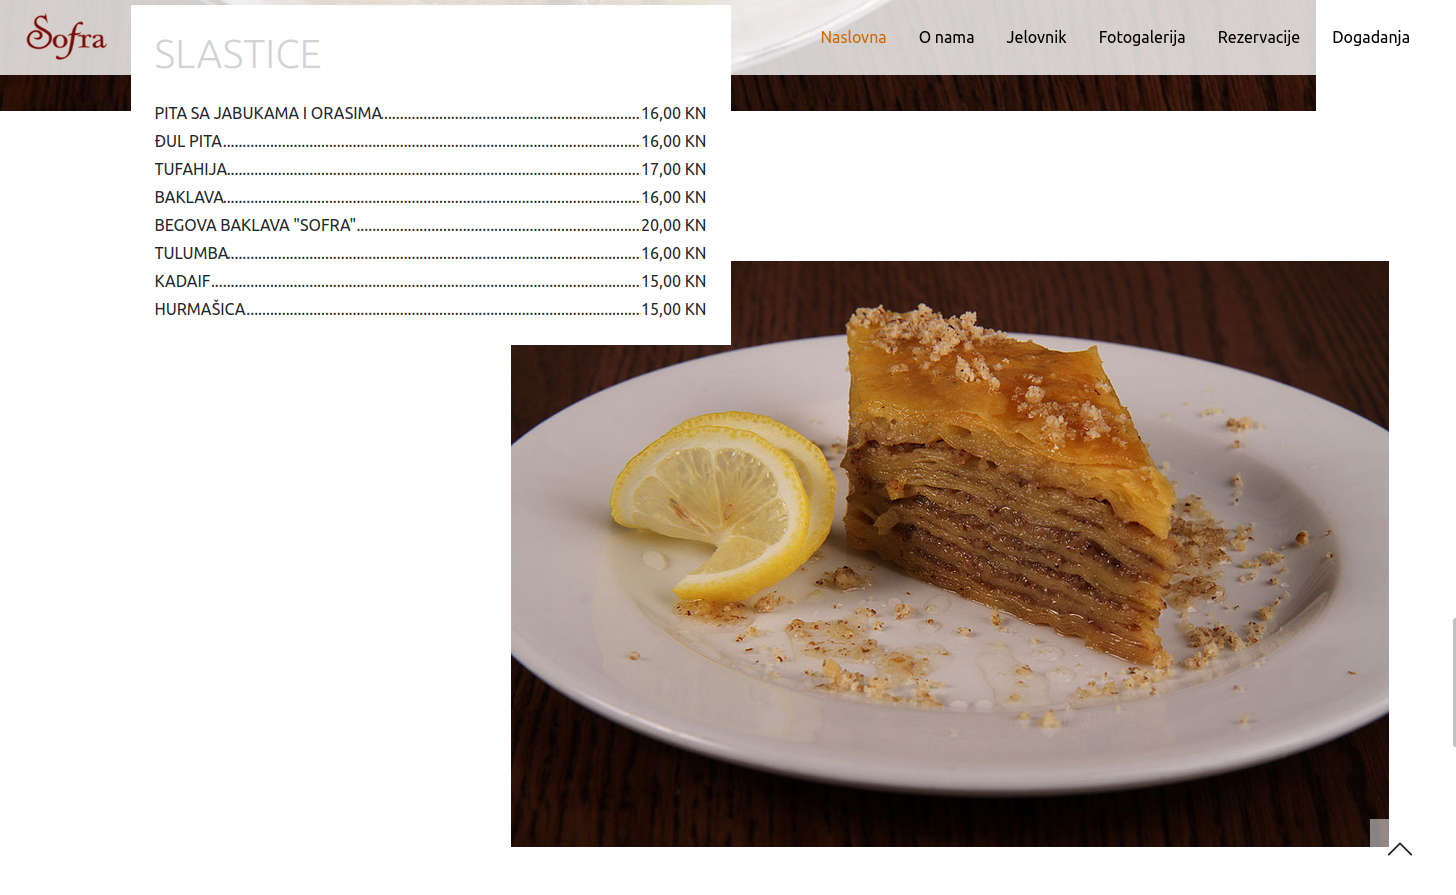 Sofra
Naslovna O nama Jelovnik Fotogalerija Rezervacije Događanja
SLASTICE
PITA SA JABUKAMA I ORASIMA 16,00 KN
ĐUL PITA 16,00 KN
TUFAHIJA 17,00 KN
BAKLAVA 16,00 KN
BEGOVA BAKLAVA "SOFRA" 20,00 KN
TULUMBA 16,00 KN
KADAIF 15,00 KN
HURMAŠICA 15,00 KN